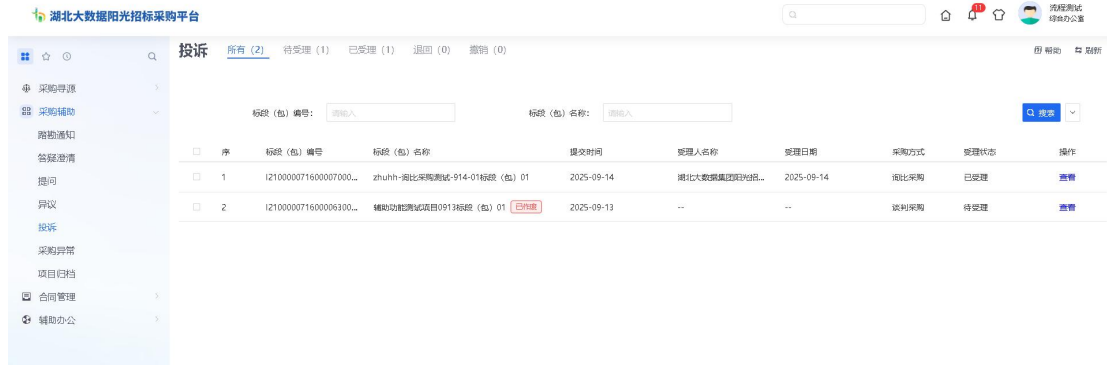 湖北大数据阳光招标采购平台
11
流程测试
综合办公室
投诉 所有 (2) 待受理 (1) 已受理 (1) 退回 (0) 撤销 (0) 帮助 刷新
采购寻源
采购辅助
踏勘通知
答疑澄清
提问
异议
投诉
采购异常
项目归档
合同管理
辅助办公
标段（包）编号： 请输入 标段（包）名称： 请输入 搜索
序 标段（包）编号 标段（包）名称 提交时间 受理人名称 受理日期 采购方式 受理状态 操作
1 I210000071600007000... zhuhh-询比采购测试-914-01标段（包）01 2025-09-14 湖北大数据集团阳光招... 2025-09-14 询比采购 已受理 查看
2 I210000071600006300... 辅助功能测试项目0913标段（包）01 已作废 2025-09-13 -- -- 谈判采购 待受理 查看